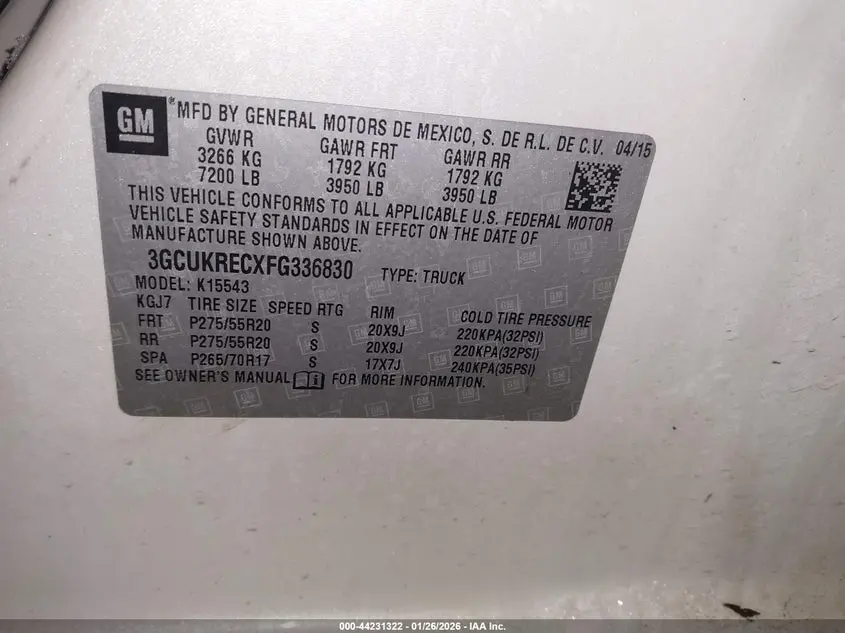 GM
® MFD BY GENERAL MOTORS DE MEXICO, S. DE R.L. DE C.V. 04/15
GVWR GAWR FRT GAWR RR
3266 KG 1792 KG 1792 KG
7200 LB 3950 LB 3950 LB
THIS VEHICLE CONFORMS TO ALL APPLICABLE U.S. FEDERAL MOTOR
VEHICLE SAFETY STANDARDS IN EFFECT ON THE DATE OF
MANUFACTURE SHOWN ABOVE.
3GCUKRECXFG336830 TYPE: TRUCK
MODEL: K15543
KGJ7 TIRE SIZE SPEED RTG RIM COLD TIRE PRESSURE
FRT P275/55R20 S 20X9J 220KPA(32PSI)
RR P275/55R20 S 20X9J 220KPA(32PSI)
SPA P265/70R17 S 17X7J 240KPA(35PSI)
SEE OWNER'S MANUAL FOR MORE INFORMATION.
000-44231322 | 01/26/2026 - IAA Inc.